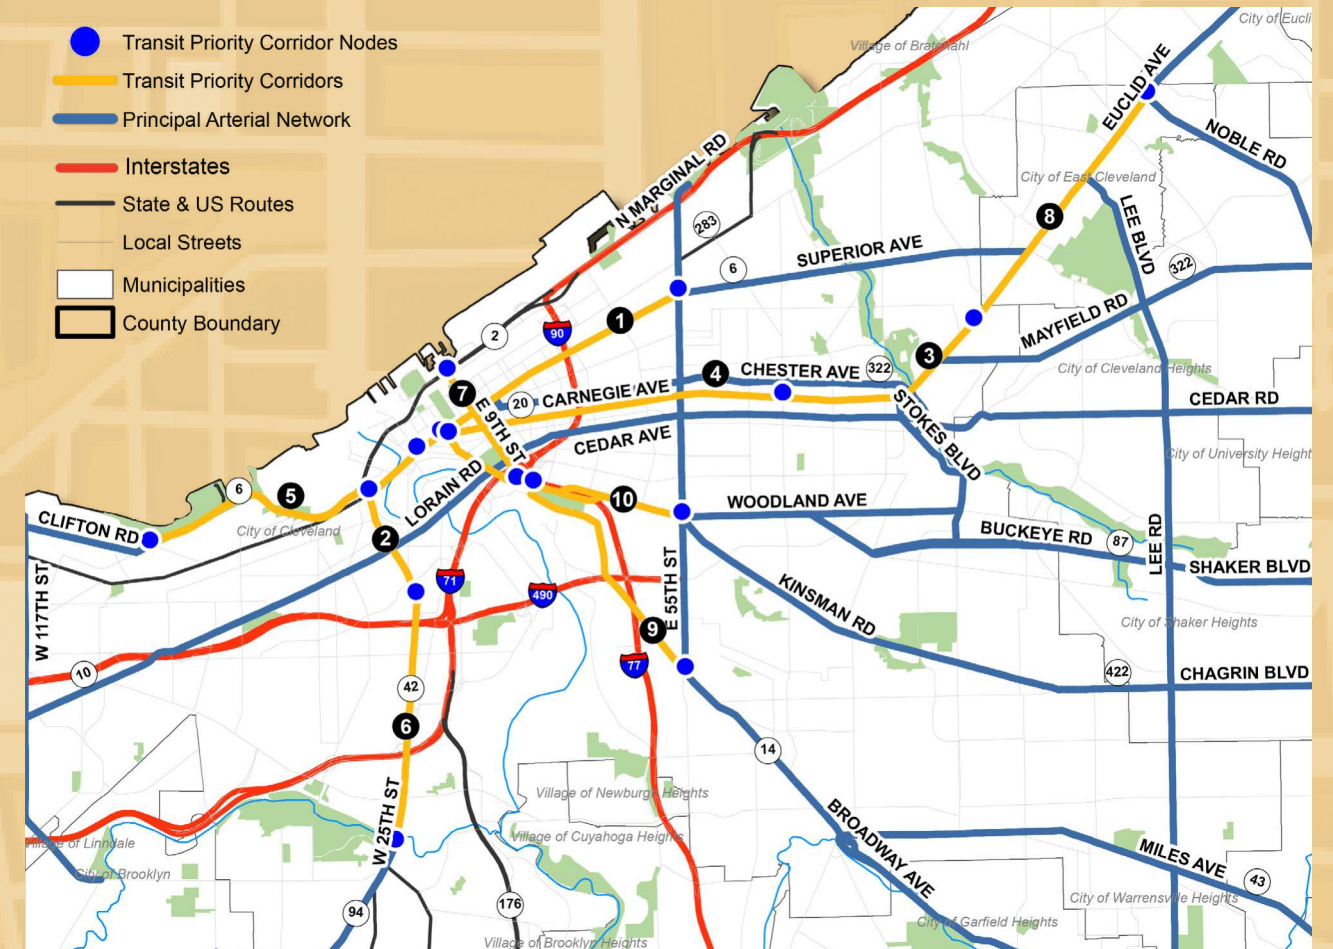 Transit Priority Corridor Nodes
Transit Priority Corridors
Principal Arterial Network
Interstates
State & US Routes
Local Streets
Municipalities
County Boundary
City of Eucli
Village of Bratenahl
EUCLID AVE
NOBLE RD
N MARGINAL RD
City of East Cleveland
LEE BLVD
8
283
SUPERIOR AVE
322
6
1
2
90
MAYFIELD RD
3
4
CHESTER AVE
322
City of Cleveland Heights
7
20
CARNEGIE AVE
CEDAR RD
E 9TH ST
STOKES BLVD
CEDAR AVE
City of University Height
LORAIN RD
6
5
10
WOODLAND AVE
CLIFTON RD
City of Cleveland
2
BUCKEYE RD
87
LEE RD
SHAKER BLVD
W 117TH ST
71
490
E 55TH ST
KINSMAN RD
9
City of Shaker Heights
77
10
42
422
CHAGRIN BLVD
6
14
Village of Newburgh Heights
W 25TH ST
BROADWAY AVE
Village of Cuyahoga Heights
Village of Linndale
MILES AVE
City of Brooklyn
43
City of Warrensville Heights
94
176
City of Garfield Heights
Village of Brooklyn Heights